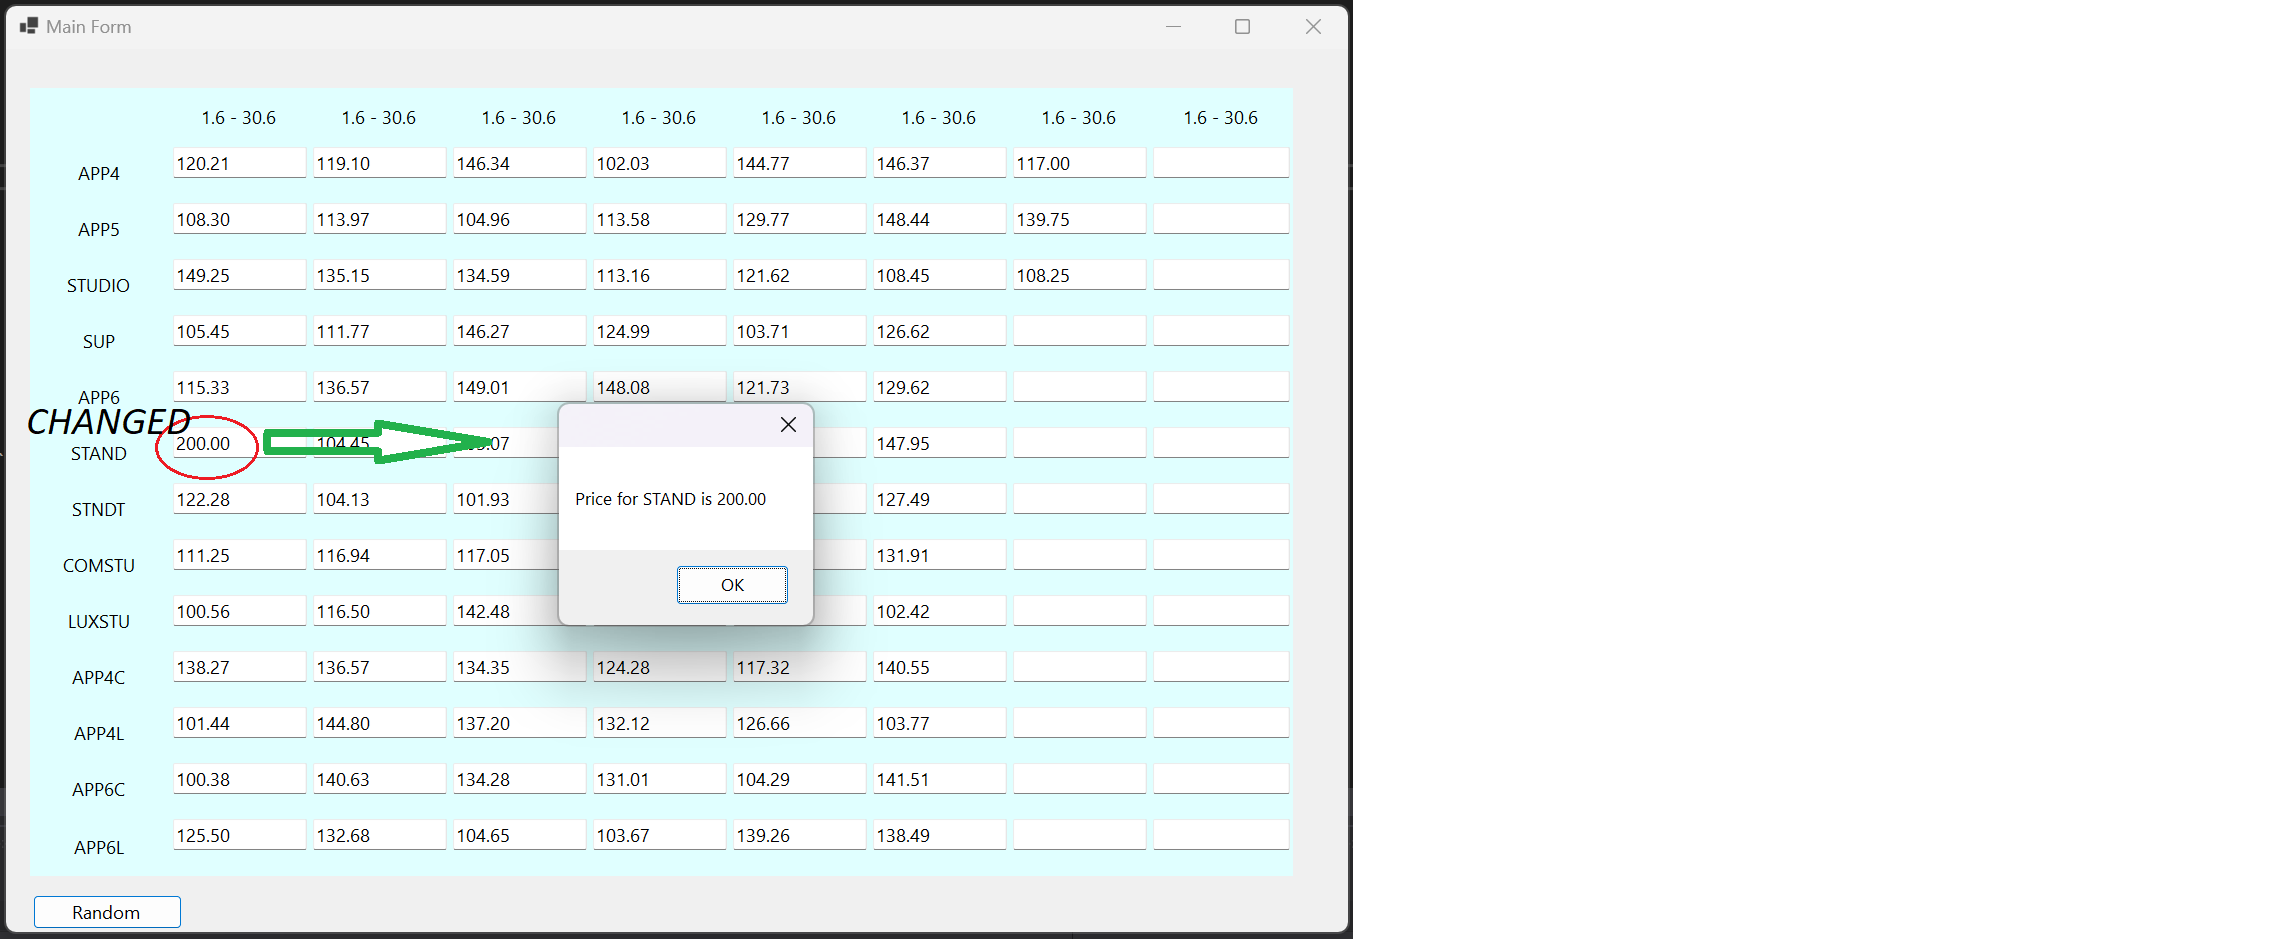 Main Form
1.6 - 30.6 1.6 - 30.6 1.6 - 30.6 1.6 - 30.6 1.6 - 30.6 1.6 - 30.6 1.6 - 30.6 1.6 - 30.6
APP4 120.21 119.10 146.34 102.03 144.77 146.37 117.00
APP5 108.30 113.97 104.96 113.58 129.77 148.44 139.75
STUDIO 149.25 135.15 134.59 113.16 121.62 108.45 108.25
SUP 105.45 111.77 146.27 124.99 103.71 126.62
APP6 115.33 136.57 149.01 148.08 121.73 129.62
CHANGED
STAND 200.00 104.45 147.95
Price for STAND is 200.00
OK
STNDT 122.28 104.13 101.93 127.49
COMSTU 111.25 116.94 117.05 131.91
LUXSTU 100.56 116.50 142.48 102.42
APP4C 138.27 136.57 134.35 124.28 117.32 140.55
APP4L 101.44 144.80 137.20 132.12 126.66 103.77
APP6C 100.38 140.63 134.28 131.01 104.29 141.51
APP6L 125.50 132.68 104.65 103.67 139.26 138.49
Random